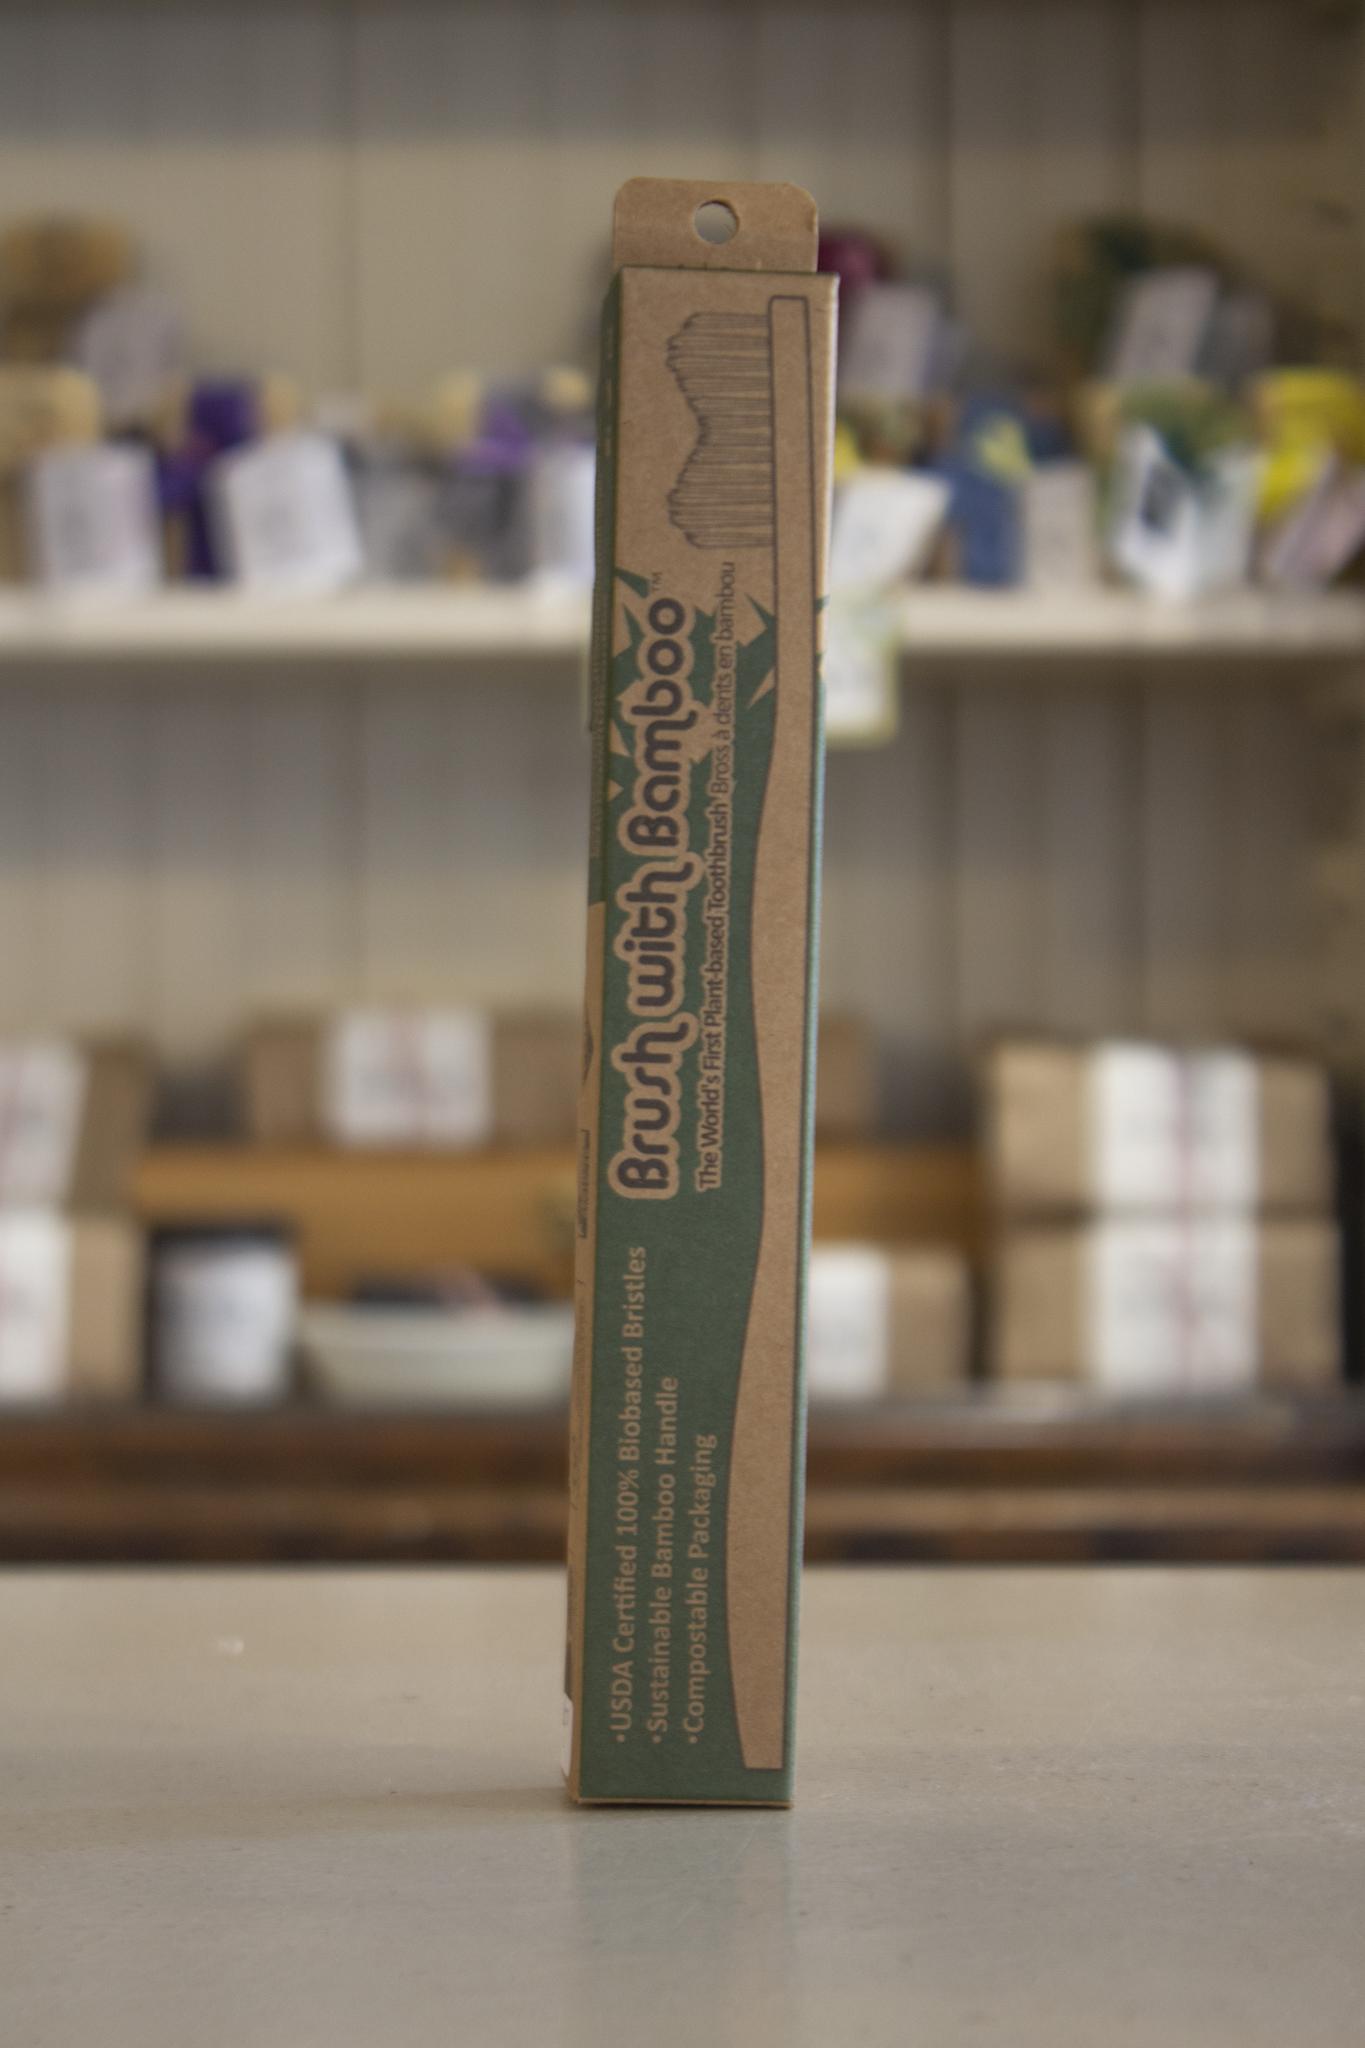 Brush with Bamboo™
The World's First Plant-based Toothbrush Bross à dents en bambou
•USDA Certified 100% Biobased Bristles
•Sustainable Bamboo Handle
•Compostable Packaging